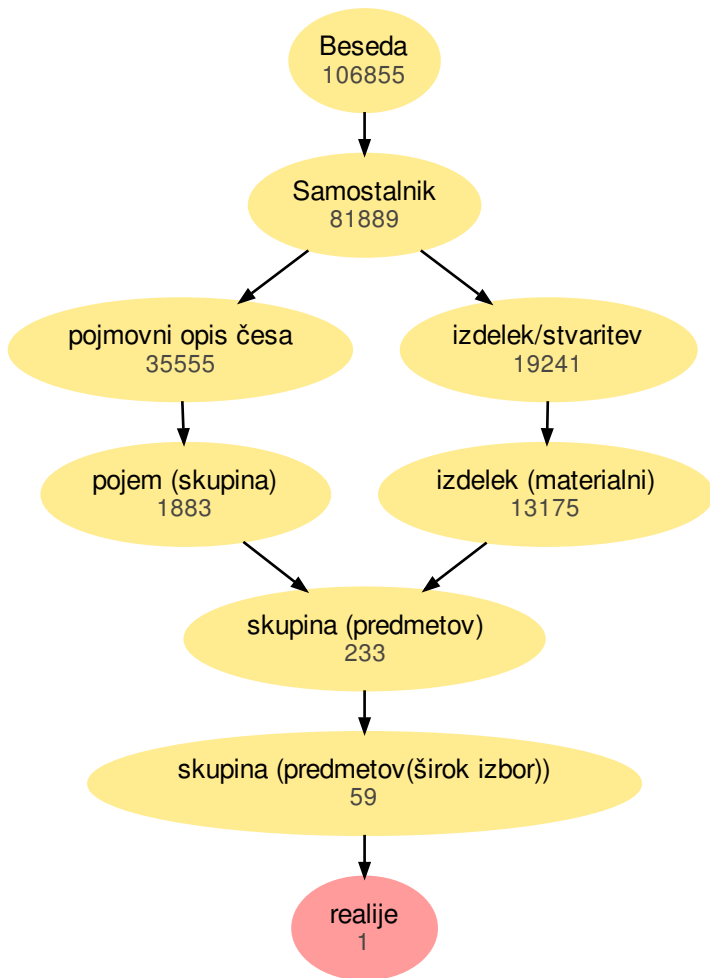 Beseda
106855
Samostalnik
81889
pojmovni opis česa
35555
izdelek/stvaritev
19241
pojem (skupina)
1883
izdelek (materialni)
13175
skupina (predmetov)
233
skupina (predmetov(širok izbor))
59
realije
1